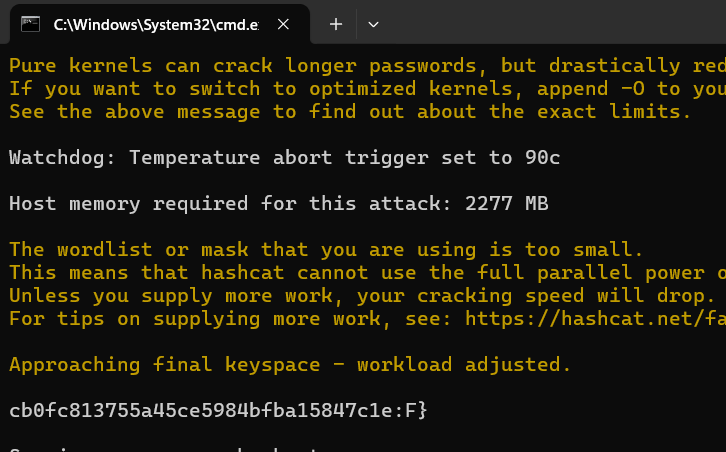 C:\Windows\System32\cmd.e
Pure kernels can crack longer passwords, but drastically red
If you want to switch to optimized kernels, append -O to you
See the above message to find out about the exact limits.
Watchdog: Temperature abort trigger set to 90c
Host memory required for this attack: 2277 MB
The wordlist or mask that you are using is too small.
This means that hashcat cannot use the full parallel power o
Unless you supply more work, your cracking speed will drop.
For tips on supplying more work, see: https://hashcat.net/fa
Approaching final keyspace - workload adjusted.
cb0fc813755a45ce5984bfba15847c1e:F}